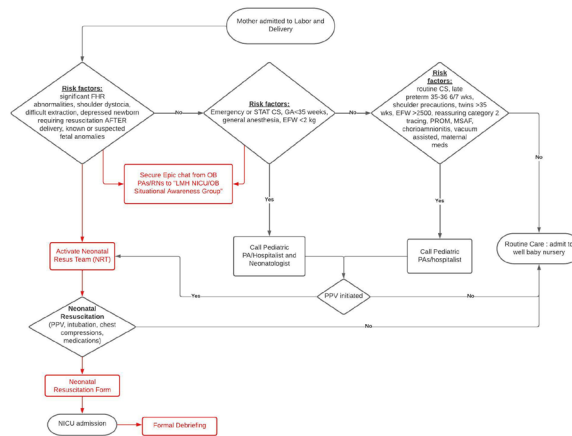 Mother admitted to Labor and
Delivery
Risk factors:
significant FHR
abnormalities, shoulder dystocia,
difficult extraction, depressed newborn
requiring resuscitation AFTER
delivery, known or suspected
fetal anomalies
No
Risk factors:
Emergency or STAT CS, GA<35 weeks,
general anesthesia, EFW <2 kg
No
Risk
factors:
routine CS, late
preterm 35-36 6/7 wks,
shoulder precautions, twins >35
wks, EFW >2500, reassuring category 2
tracing, PROM, MSAF,
chorioamnionitis, vacuum
assisted, maternal
meds
No
Secure Epic chat from OB
PAs/RNs to "LMH NICU/OB
Situational Awareness Group"
Yes
Yes
Activate Neonatal
Resus Team (NRT)
Call Pediatric
PA/Hospitalist and
Neonatologist
Call Pediatric
PAs/hospitalist
Routine Care : admit to
well baby nursery
Yes
PPV initiated
No
Neonatal
Resuscitation
(PPV, intubation, chest
compressions,
medications)
No
Neonatal
Resuscitation Form
NICU admission
Formal Debriefing